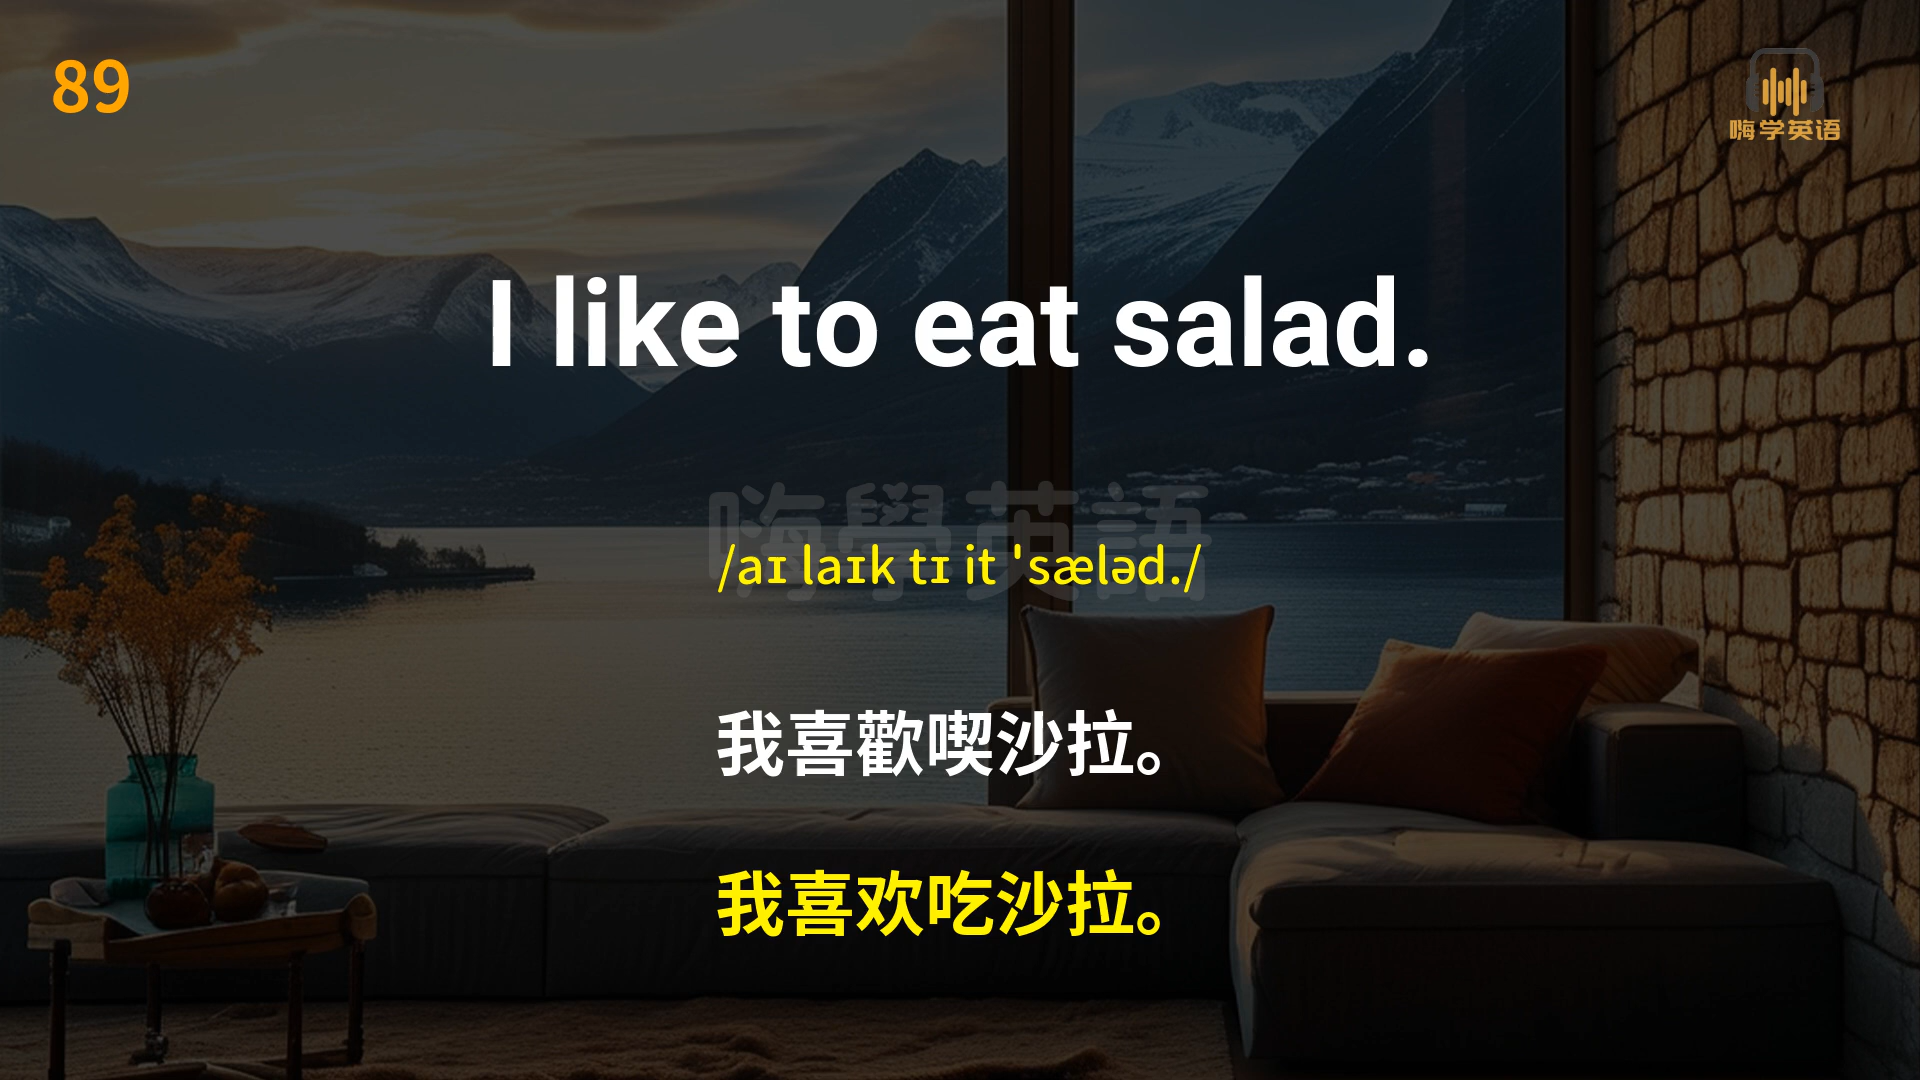 89
嗨学英语
I like to eat salad.
嗨學英語
/aɪ laɪk tɪ it ˈsæləd./
我喜歡喫沙拉。
我喜欢吃沙拉。